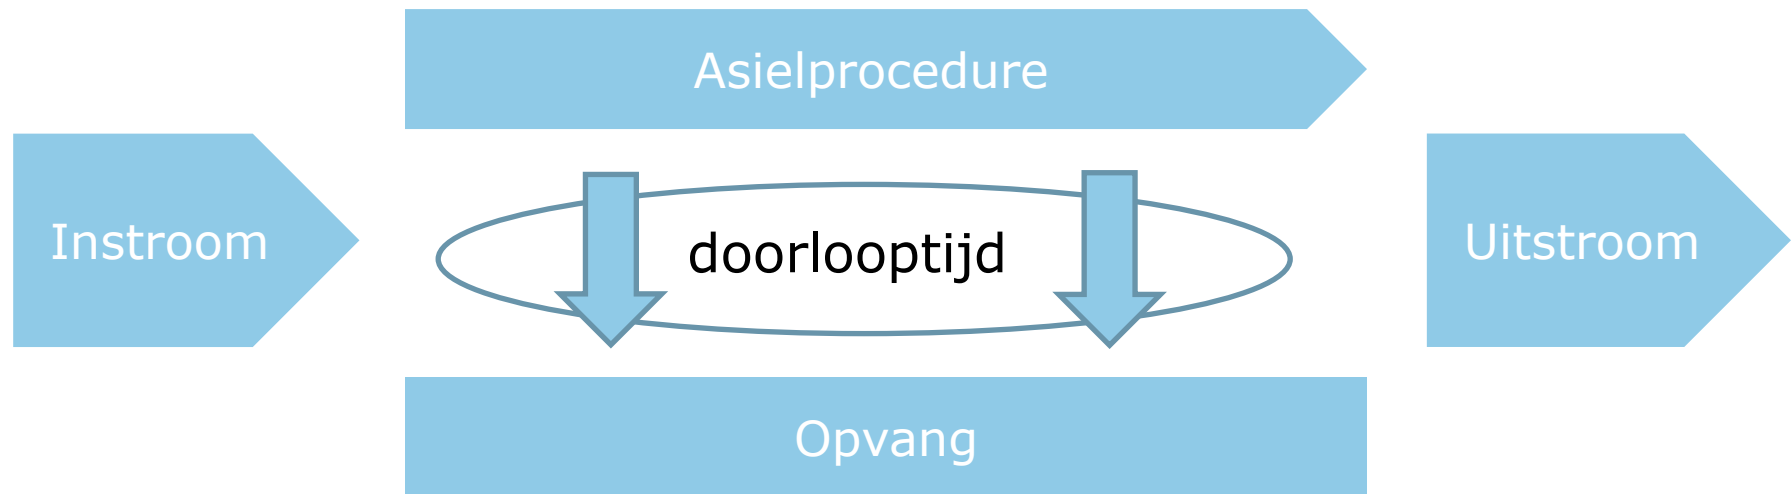 Asielprocedure
Instroom
doorlooptijd
Uitstroom
Opvang